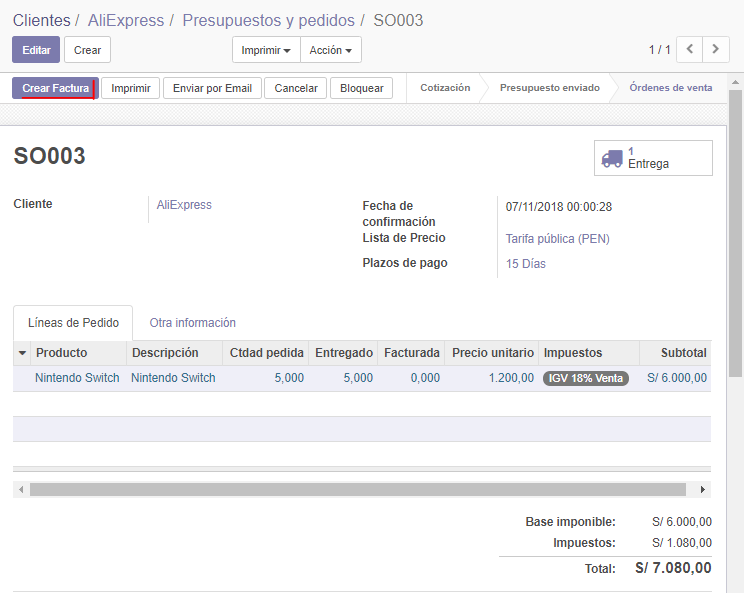 Clientes / AliExpress / Presupuestos y pedidos / SO003
Editar Crear Imprimir Acción 1 / 1
Crear Factura Imprimir Enviar por Email Cancelar Bloquear Cotización Presupuesto enviado Órdenes de venta
SO003
1
Entrega
Cliente AliExpress
Fecha de confirmación 07/11/2018 00:00:28
Lista de Precio Tarifa pública (PEN)
Plazos de pago 15 Días
Líneas de Pedido Otra información
Producto Descripción Ctdad pedida Entregado Facturada Precio unitario Impuestos Subtotal
Nintendo Switch Nintendo Switch 5,000 5,000 0,000 1.200,00 IGV 18% Venta S/ 6.000,00
Base imponible: S/ 6.000,00
Impuestos: S/ 1.080,00
Total: S/ 7.080,00